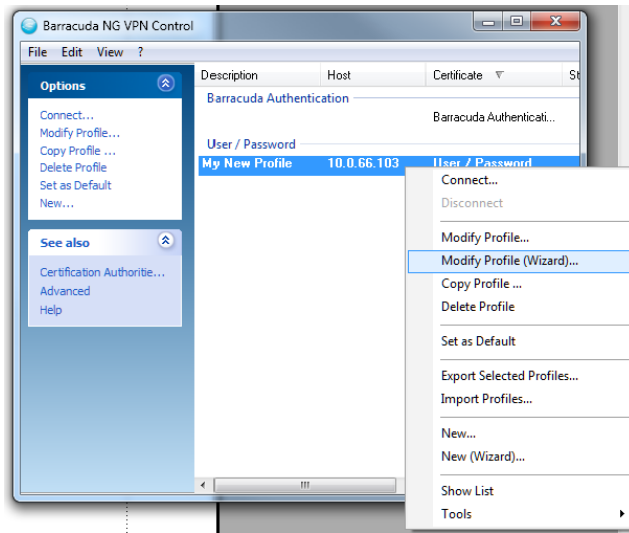 Barracuda NG VPN Control
File Edit View ?
Options
Connect...
Modify Profile...
Copy Profile ...
Delete Profile
Set as Default
New...
See also
Certification Authoritie...
Advanced
Help
Description Host Certificate St
Barracuda Authentication
Barracuda Authenticati...
User / Password
My New Profile 10.0.66.103 User / Password
Connect...
Disconnect
Modify Profile...
Modify Profile (Wizard)...
Copy Profile ...
Delete Profile
Set as Default
Export Selected Profiles...
Import Profiles...
New...
New (Wizard)...
Show List
Tools